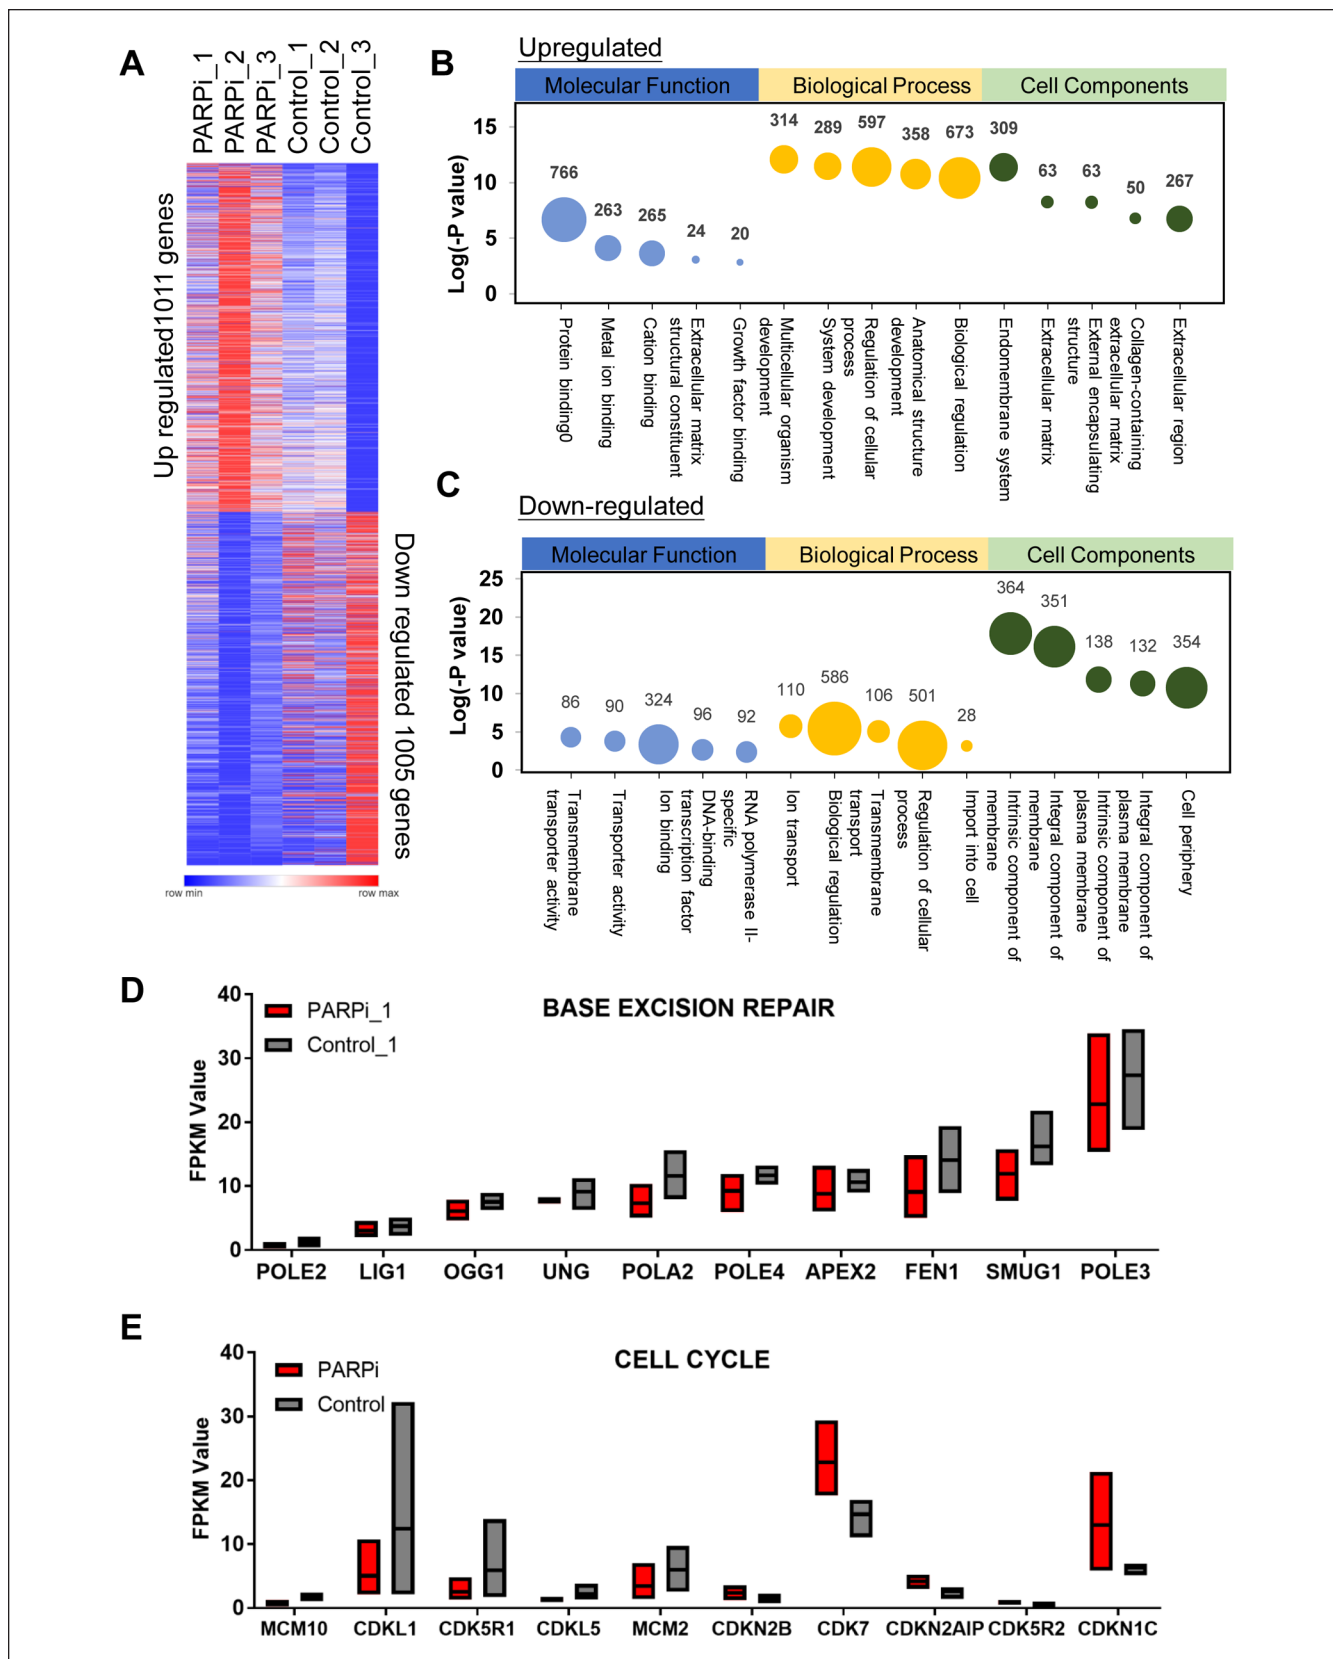 A
PARPi_1
PARPi_2
PARPi_3
Control_1
Control_2
Control_3
Up regulated1011 genes
Down regulated 1005 genes
row min
row max
B
Upregulated
Molecular Function
Biological Process
Cell Components
Log(-P value)
15
10
5
0
766
263
265
24
20
314
289
597
358
673
309
63
63
50
267
Protein binding0
Metal ion binding
Cation binding
Extracellular matrix
structural constituent
Growth factor binding
Multicellular organism
development
System development
Regulation of cellular
process
Anatomical structure
development
Biological regulation
Endomembrane system
Extracellular matrix
External encapsulating
structure
Collagen-containing
extracellular matrix
Extracellular region
C
Down-regulated
Molecular Function
Biological Process
Cell Components
Log(-P value)
25
20
15
10
5
0
86
90
324
96
92
110
586
106
501
28
364
351
138
132
354
Transmembrane
transporter activity
Transporter activity
Ion binding
DNA-binding
transcription factor
RNA polymerase II-
specific
Ion transport
Biological regulation
Transmembrane
transport
Regulation of cellular
process
Import into cell
Intrinsic component of
membrane
Integral component of
membrane
Intrinsic component of
plasma membrane
Integral component of
plasma membrane
Cell periphery
D
BASE EXCISION REPAIR
PARPi_1
Control_1
FPKM Value
40
30
20
10
0
POLE2 LIG1 OGG1 UNG POLA2 POLE4 APEX2 FEN1 SMUG1 POLE3
E
CELL CYCLE
PARPi
Control
FPKM Value
40
30
20
10
0
MCM10 CDKL1 CDK5R1 CDKL5 MCM2 CDKN2B CDK7 CDKN2AIP CDK5R2 CDKN1C